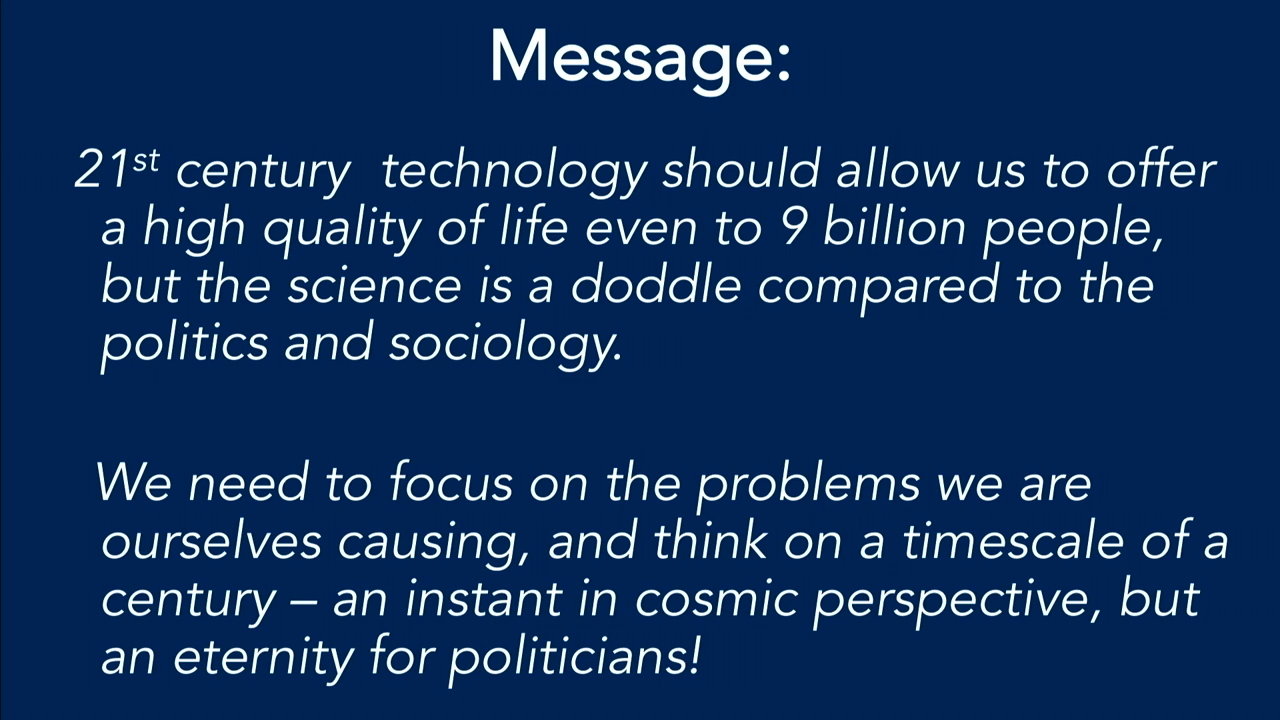 Message:
21st century  technology should allow us to offer
a high quality of life even to 9 billion people,
but the science is a doddle compared to the
politics and sociology.
We need to focus on the problems we are
ourselves causing, and think on a timescale of a
century – an instant in cosmic perspective, but
an eternity for politicians!